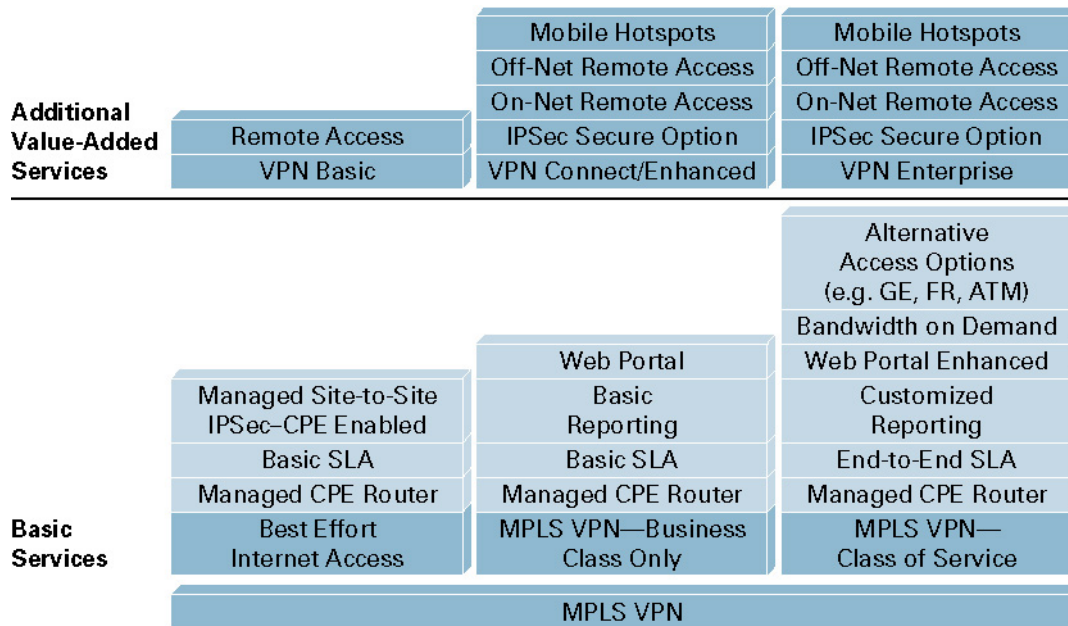 Additional
Value-Added
Services
Remote Access
VPN Basic
Mobile Hotspots
Off-Net Remote Access
On-Net Remote Access
IPSec Secure Option
VPN Connect/Enhanced
Mobile Hotspots
Off-Net Remote Access
On-Net Remote Access
IPSec Secure Option
VPN Enterprise
Basic
Services
Managed Site-to-Site
IPSec–CPE Enabled
Basic SLA
Managed CPE Router
Best Effort
Internet Access
Web Portal
Basic
Reporting
Basic SLA
Managed CPE Router
MPLS VPN—Business
Class Only
Alternative
Access Options
(e.g. GE, FR, ATM)
Bandwidth on Demand
Web Portal Enhanced
Customized
Reporting
End-to-End SLA
Managed CPE Router
MPLS VPN—
Class of Service
MPLS VPN